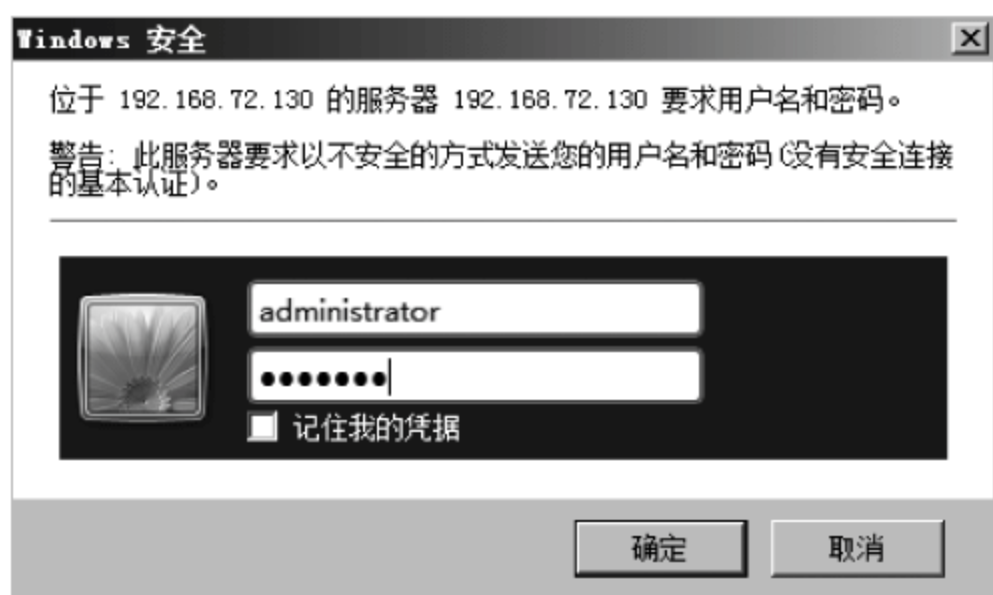 Windows 安全
位于 192.168.72.130 的服务器 192.168.72.130 要求用户名和密码。
警告: 此服务器要求以不安全的方式发送您的用户名和密码(没有安全连接
的基本认证)。
administrator
●●●●●●●
记住我的凭据
确定
取消